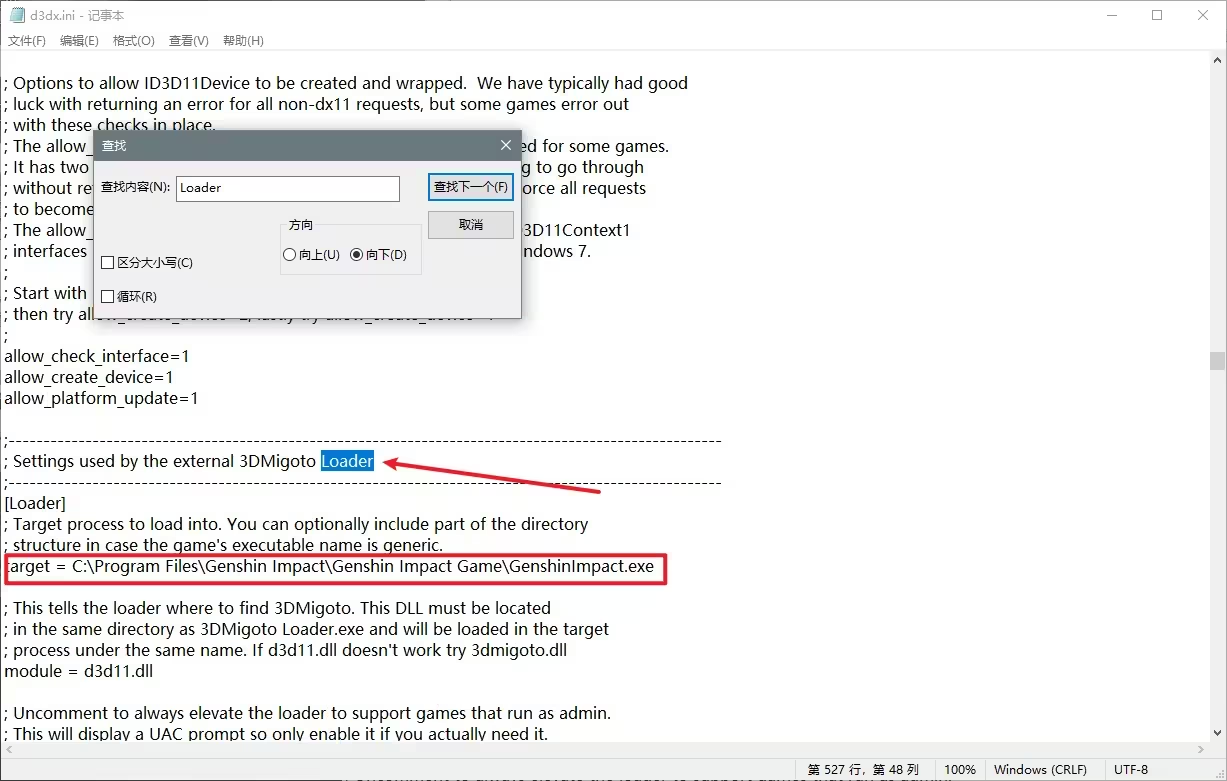 d3dx.ini - 记事本
文件(F) 编辑(E) 格式(O) 查看(V) 帮助(H)
; Options to allow ID3D11Device to be created and wrapped.  We have typically had good
; luck with returning an error for all non-dx11 requests, but some games error out
; with these checks in place.
; The allow_ ed for some games.
; It has two g to go through
; without re orce all requests
; to become
; The allow_ 3D11Context1
; interfaces ndows 7.
;
; Start with
; then try
;
查找
查找内容(N): Loader 查找下一个(F)
取消
方向
向上(U) 向下(D)
区分大小写(C)
循环(R)
allow_check_interface=1
allow_create_device=1
allow_platform_update=1
;------------------------------------------------------------------------------------------------------
; Settings used by the external 3DMigoto Loader
;------------------------------------------------------------------------------------------------------
[Loader]
; Target process to load into. You can optionally include part of the directory
; structure in case the game's executable name is generic.
target = C:\Program Files\Genshin Impact\Genshin Impact Game\GenshinImpact.exe
; This tells the loader where to find 3DMigoto. This DLL must be located
; in the same directory as 3DMigoto Loader.exe and will be loaded in the target
; process under the same name. If d3d11.dll doesn't work try 3dmigoto.dll
module = d3d11.dll
; Uncomment to always elevate the loader to support games that run as admin.
; This will display a UAC prompt so only enable it if you actually need it.
第 527 行，第 48 列 100% Windows (CRLF) UTF-8